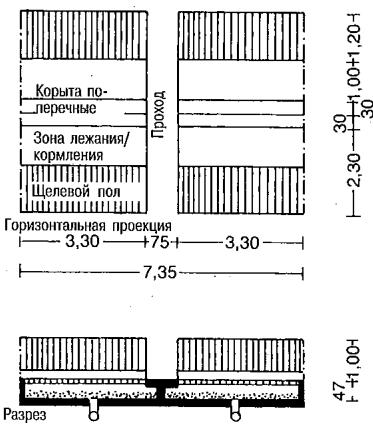 Корыта по-
перечные
Проход
Зона лежания/
кормления
Щелевой пол
1,00+1,20
30
30
2,30
Горизонтальная проекция
3,30
75
3,30
7,35
47
1,00
Разрез